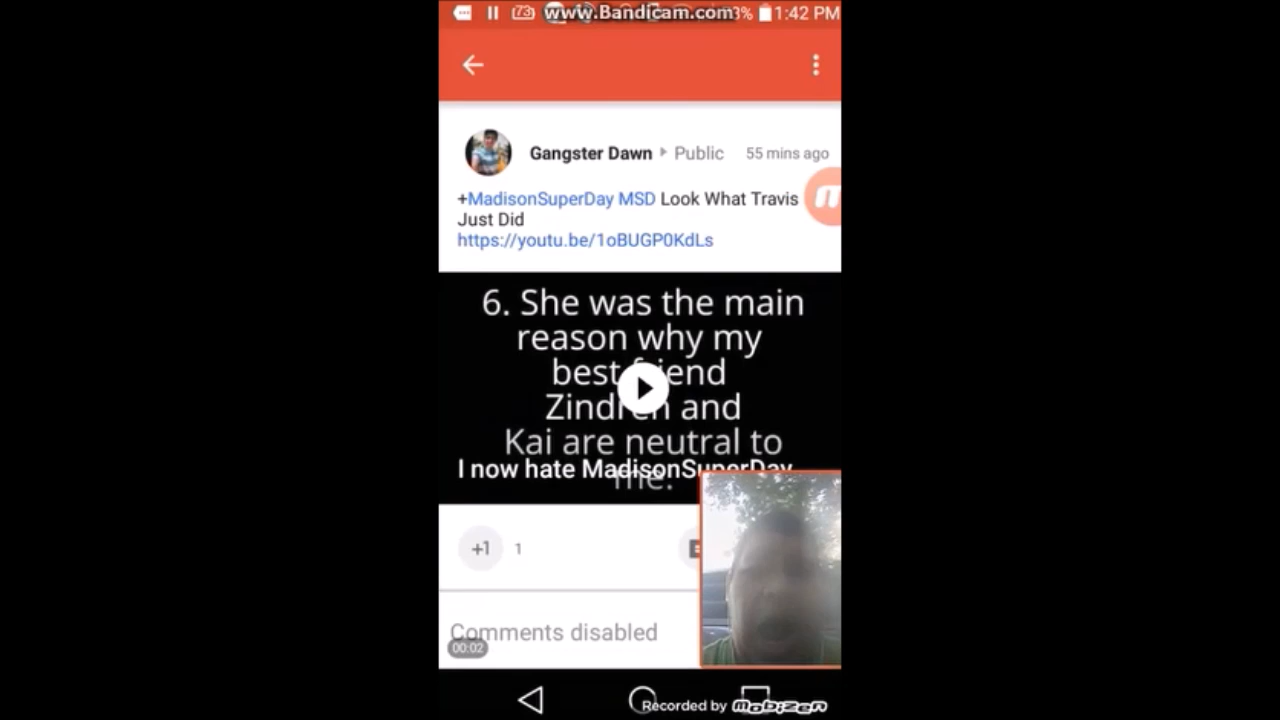 73
www.Bandicam.com
3% 1:42 PM
Gangster Dawn Public 55 mins ago
+MadisonSuperDay MSD Look What Travis
Just Did
https://youtu.be/1oBUGP0KdLs
6. She was the main
reason why my
best friend
Zindren and
Kai are neutral to
me.
I now hate MadisonSuperDay
+1 1
Comments disabled
00:02
Recorded by mobizen